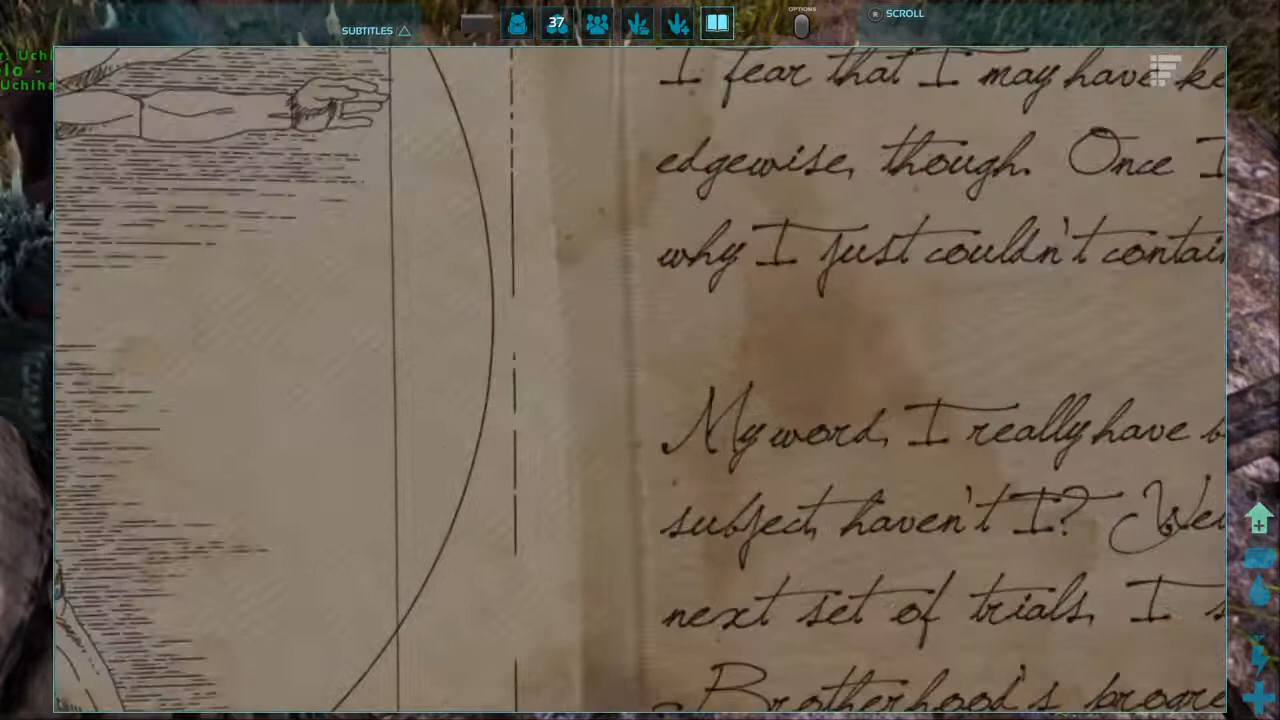 SUBTITLES
37
OPTIONS
R SCROLL
Uchiha
I fear that I may have
edgewise, though. Once I
why I just couldn't
My word, I really have
subject, haven't I?
next set of trials. I
Brotherhood's